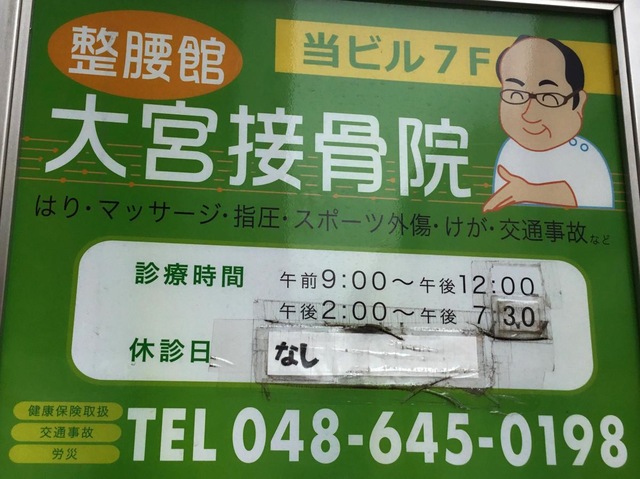 整腰館
当ビル7F
大宮接骨院
はり・マッサージ・指圧・スポーツ外傷・けが・交通事故など
診療時間 午前9:00〜午後12:00
午後2:00〜午後7:30
休診日 なし
健康保険取扱
交通事故
労災
TEL 048-645-0198